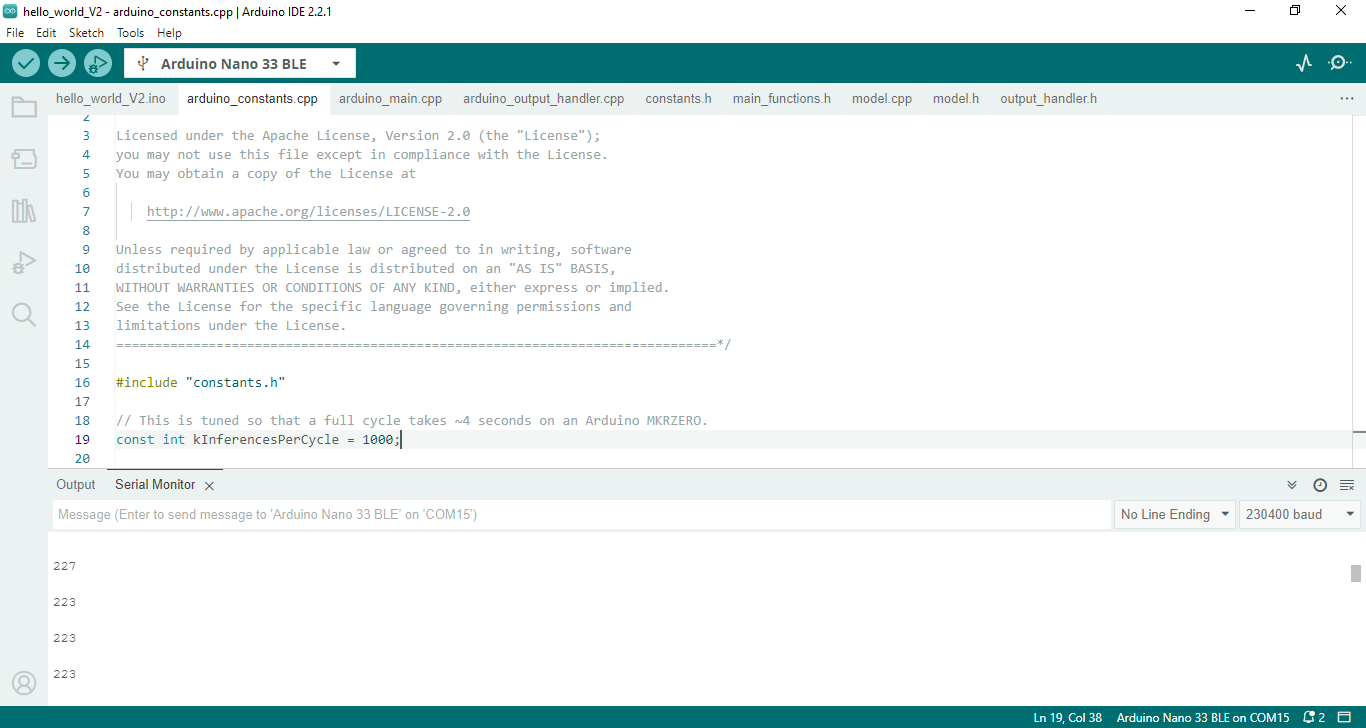 hello_world_V2 - arduino_constants.cpp | Arduino IDE 2.2.1
File Edit Sketch Tools Help
Arduino Nano 33 BLE
hello_world_V2.ino arduino_constants.cpp arduino_main.cpp arduino_output_handler.cpp constants.h main_functions.h model.cpp model.h output_handler.h
2
3 Licensed under the Apache License, Version 2.0 (the "License");
4 you may not use this file except in compliance with the License.
5 You may obtain a copy of the License at
6
7 http://www.apache.org/licenses/LICENSE-2.0
8
9 Unless required by applicable law or agreed to in writing, software
10 distributed under the License is distributed on an "AS IS" BASIS,
11 WITHOUT WARRANTIES OR CONDITIONS OF ANY KIND, either express or implied.
12 See the License for the specific language governing permissions and
13 limitations under the License.
14 ==============================================================================*/
15
16 #include "constants.h"
17
18 // This is tuned so that a full cycle takes ~4 seconds on an Arduino MKRZERO.
19 const int kInferencesPerCycle = 1000;
20
Output Serial Monitor
Message (Enter to send message to 'Arduino Nano 33 BLE' on 'COM15') No Line Ending 230400 baud
227
223
223
223
Ln 19, Col 38 Arduino Nano 33 BLE on COM15 2